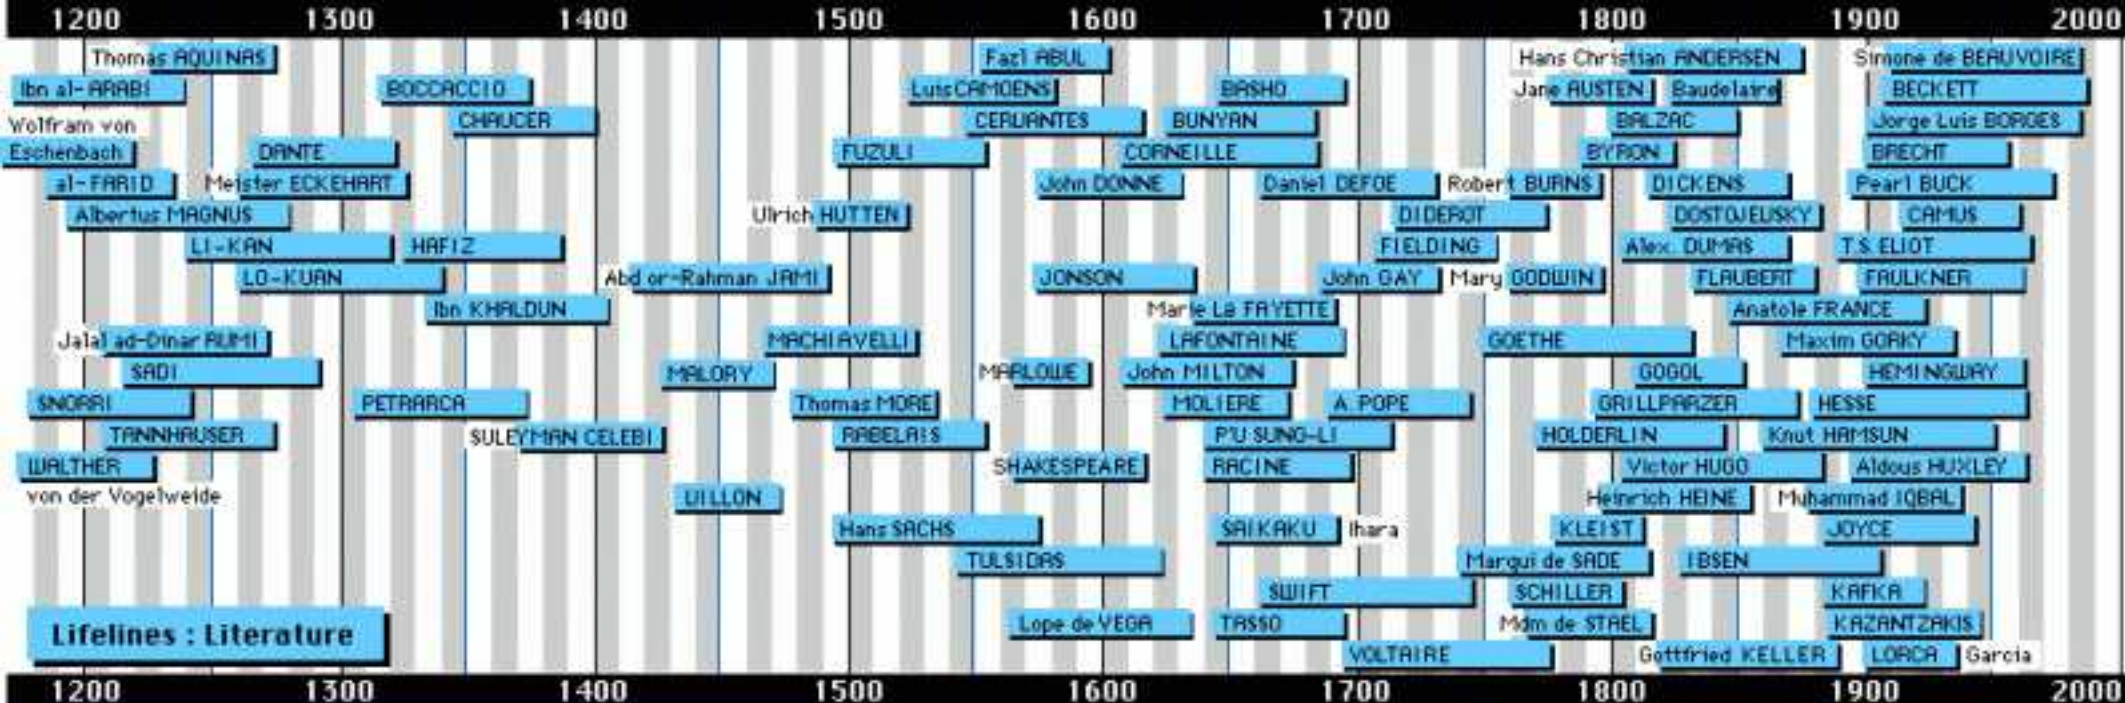 1200 1300 1400 1500 1600 1700 1800 1900 2000
Thomas AQUINAS Fazl ABUL Hans Christian ANDERSEN Simone de BEAUVOIRE
Ibn al-ARABI BOCCACCIO Luis CAMOENS BASHO Jane AUSTEN Baudelaire BECKETT
Wolfram von CHAUCER CERVANTES BUNYAN BALZAC Jorge Luis BORGES
Eschenbach DANTE FUZULI CORNEILLE BYRON BRECHT
al-FARID Meister ECKEHART John DONNE Daniel DEFOE Robert BURNS DICKENS Pearl BUCK
Albertus MAGNUS Ulrich HUTTEN DIDEROT DOSTOJEVSKY CAMUS
LI-KAN HAFIZ FIELDING Alex. DUMAS T.S. ELIOT
LO-KUAN Abd or-Rahman JAMI JONSON John GAY Mary GODWIN FLAUBERT FAULKNER
Ibn KHALDUN Marie La FAYETTE Anatole FRANCE
Jalal ad-Dinar RUMI MACHIAVELLI LAFONTAINE GOETHE Maxim GORKY
SADI MALORY MARLOWE John MILTON GOGOL HEMINGWAY
SNORRI PETRARCA Thomas MORE MOLIERE A. POPE GRILLPARZER HESSE
TANNHAUSER SULEYMAN CELEBI RABELAIS P'U SUNG-LI HOLDERLIN Knut HAMSUN
WALTHER SHAKESPEARE RACINE Victor HUGO Aldous HUXLEY
von der Vogelweide VILLON Heinrich HEINE Muhammad IQBAL
Hans SACHS SAIKAKU Ihara KLEIST JOYCE
TULSIDAS Marqui de SADE IBSEN
SWIFT SCHILLER KAFKA
Lifelines : Literature Lope de VEGA TASSO Mdm de STAEL KAZANTZAKIS
VOLTAIRE Gottfried KELLER LORCA Garcia
1200 1300 1400 1500 1600 1700 1800 1900 2000